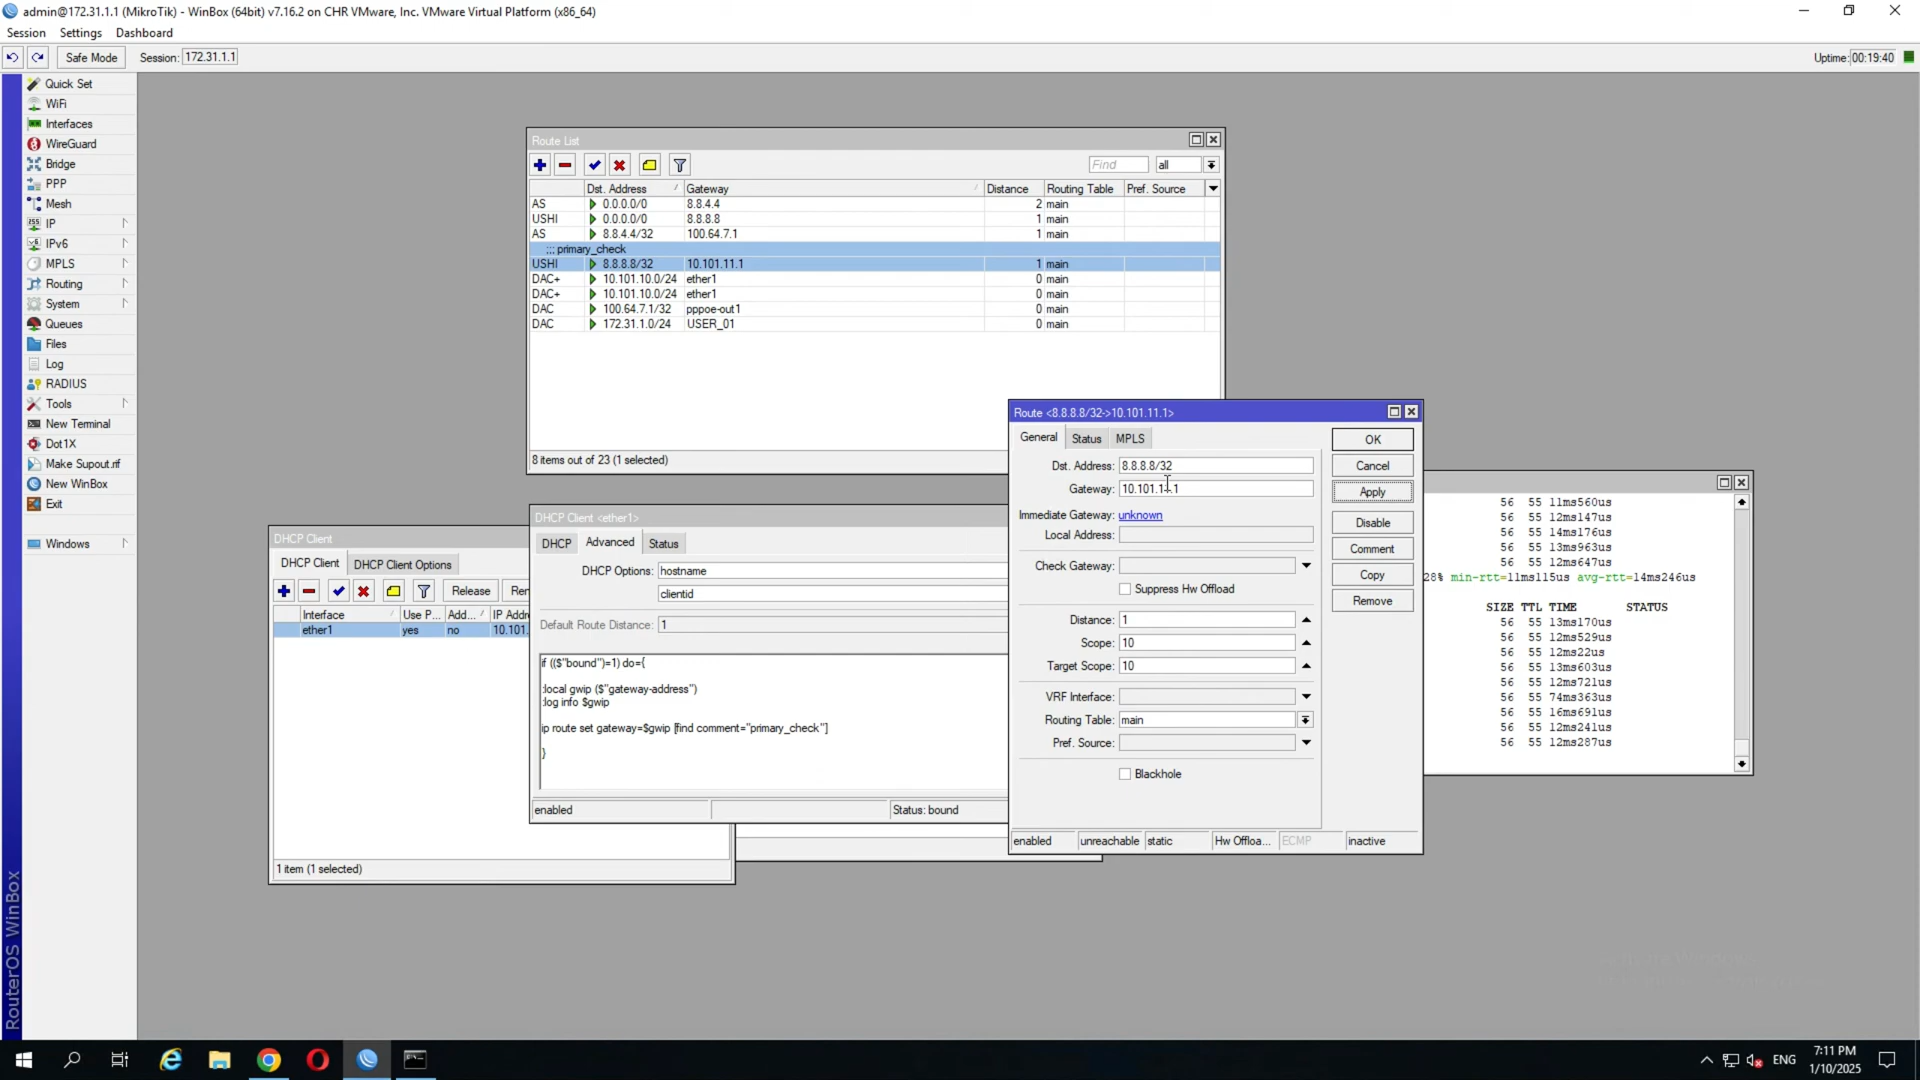 admin@172.31.1.1 (MikroTik) - WinBox (64bit) v7.16.2 on CHR VMware, Inc. VMware Virtual Platform (x86_64)
Session Settings Dashboard
Safe Mode Session: 172.31.1.1 Uptime: 00:19:40
Quick Set
WiFi
Interfaces
WireGuard
Bridge
PPP
Mesh
IP
IPv6
MPLS
Routing
System
Queues
Files
Log
RADIUS
Tools
New Terminal
Dot1X
Make Supout.rif
New WinBox
Exit
Windows
RouterOS WinBox
Route List
Find all
Dst. Address Gateway Distance Routing Table Pref. Source
AS 0.0.0.0/0 8.8.4.4 2 main
USHI 0.0.0.0/0 8.8.8.8 1 main
AS 8.8.4.4/32 100.64.7.1 1 main
;;; primary_check
USHI 8.8.8.8/32 10.101.11.1 1 main
DAC+ 10.101.10.0/24 ether1 0 main
DAC+ 10.101.10.0/24 ether1 0 main
DAC 100.64.7.1/32 pppoe-out1 0 main
DAC 172.31.1.0/24 USER_01 0 main
8 items out of 23 (1 selected)
DHCP Client
DHCP Client DHCP Client Options
Release
Interface Use P... Add... IP Addre
ether1 yes no 10.101.
1 item (1 selected)
DHCP Client <ether1>
DHCP Advanced Status
DHCP Options: hostname
clientid
Default Route Distance: 1
if (($"bound")=1) do={
:local gwip ($"gateway-address")
:log info $gwip
ip route set gateway=$gwip [find comment="primary_check"]
}
enabled Status: bound
Route <8.8.8.8/32->10.101.11.1>
General Status MPLS
Dst. Address: 8.8.8.8/32
Gateway: 10.101.11.1
Immediate Gateway: unknown
Local Address:
Check Gateway:
Suppress Hw Offload
Distance: 1
Scope: 10
Target Scope: 10
VRF Interface:
Routing Table: main
Pref. Source:
Blackhole
OK
Cancel
Apply
Disable
Comment
Copy
Remove
enabled unreachable static Hw Offloa... ECMP inactive
56 55 11ms560us
56 55 12ms147us
56 55 14ms176us
56 55 13ms963us
56 55 12ms647us
28% min-rtt=11ms115us avg-rtt=14ms246us
SIZE TTL TIME STATUS
56 55 13ms170us
56 55 12ms529us
56 55 12ms22us
56 55 13ms603us
56 55 12ms721us
56 55 74ms363us
56 55 16ms691us
56 55 12ms241us
56 55 12ms287us
ENG
7:11 PM
1/10/2025